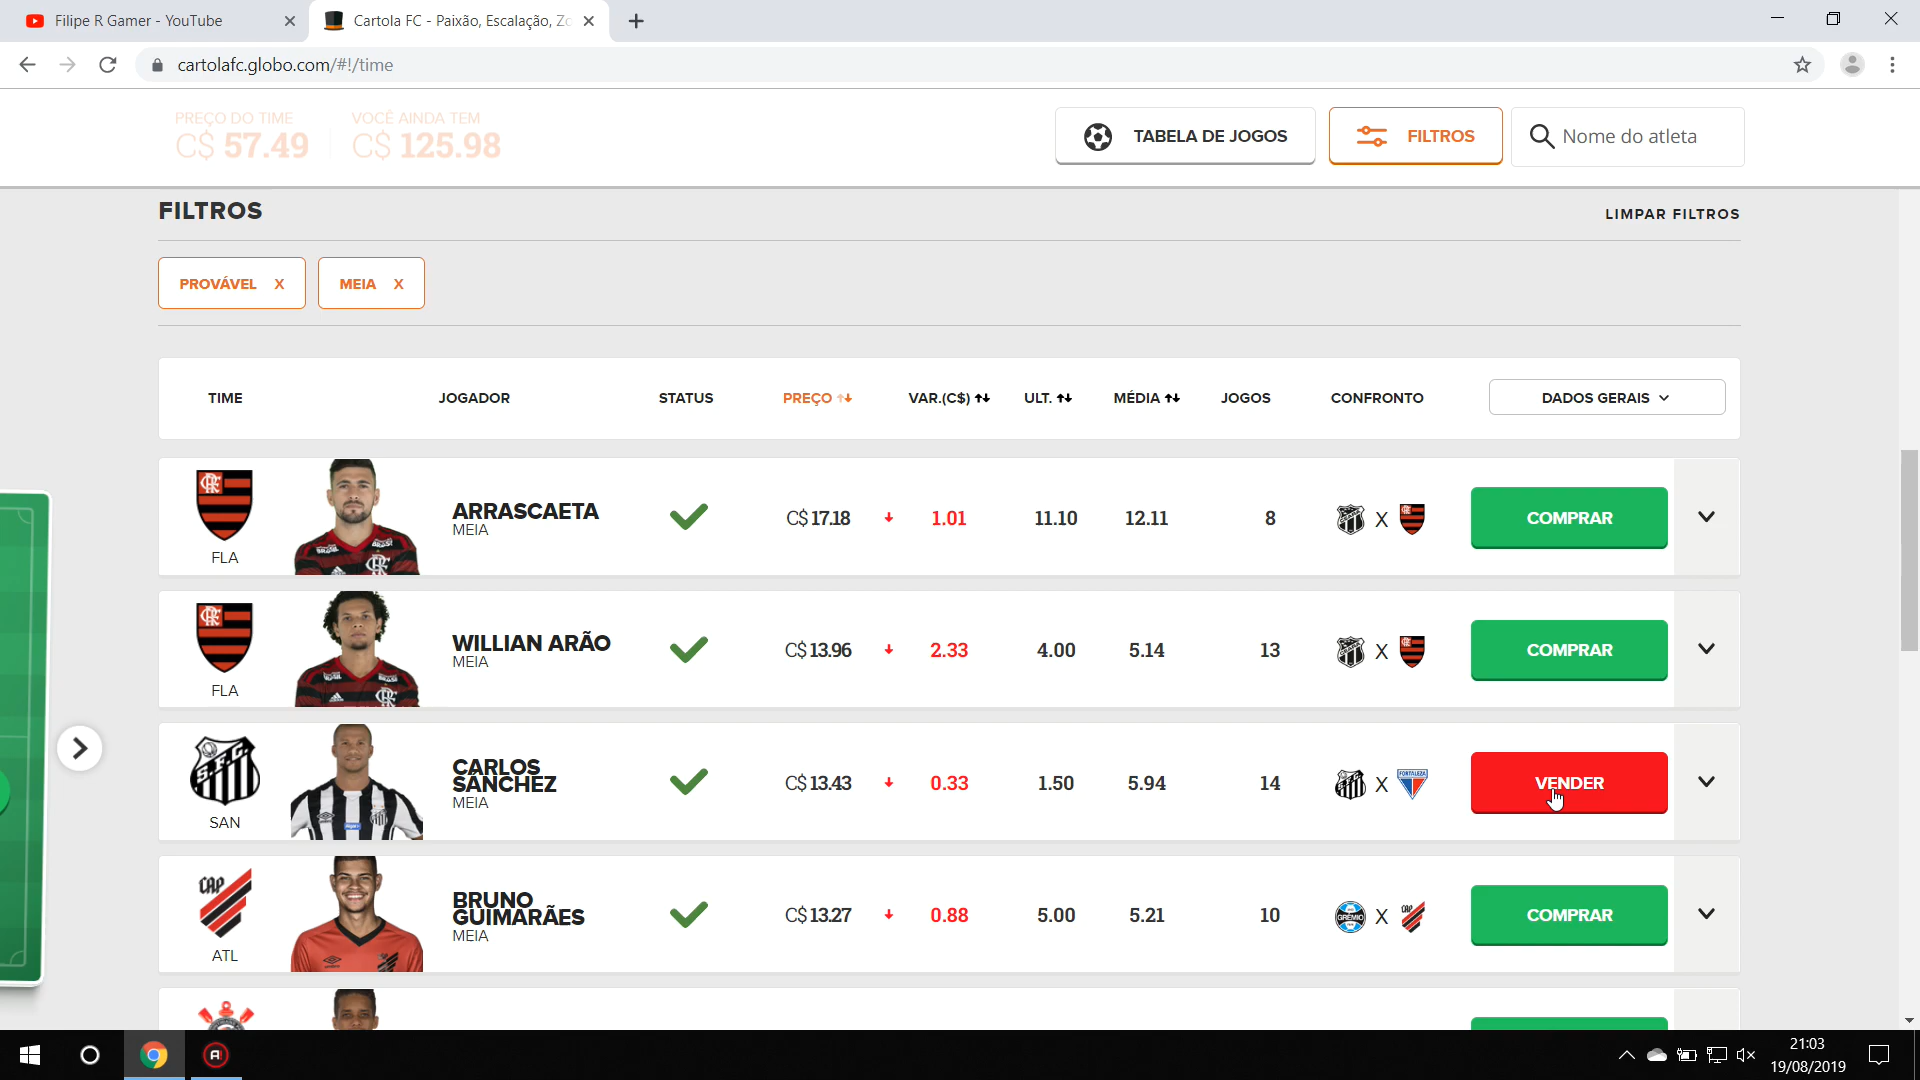 Filipe R Gamer - YouTube
Cartola FC - Paixão, Escalação, Zo
cartolafc.globo.com/#!/time
PREÇO DO TIME
C$ 57.49
VOCÊ AINDA TEM
C$ 125.98
TABELA DE JOGOS
FILTROS
Nome do atleta
FILTROS
LIMPAR FILTROS
PROVÁVEL X
MEIA X
TIME JOGADOR STATUS PREÇO VAR.(C$) ULT. MÉDIA JOGOS CONFRONTO DADOS GERAIS
FLA
ARRASCAETA
MEIA
C$ 17.18 1.01 11.10 12.11 8 X COMPRAR
FLA
WILLIAN ARÃO
MEIA
C$ 13.96 2.33 4.00 5.14 13 X COMPRAR
SAN
CARLOS
SÁNCHEZ
MEIA
C$ 13.43 0.33 1.50 5.94 14 X FORTALEZA VENDER
CAP
ATL
BRUNO
GUIMARÃES
MEIA
C$ 13.27 0.88 5.00 5.21 10 GRÊMIO X CAP COMPRAR
21:03
19/08/2019